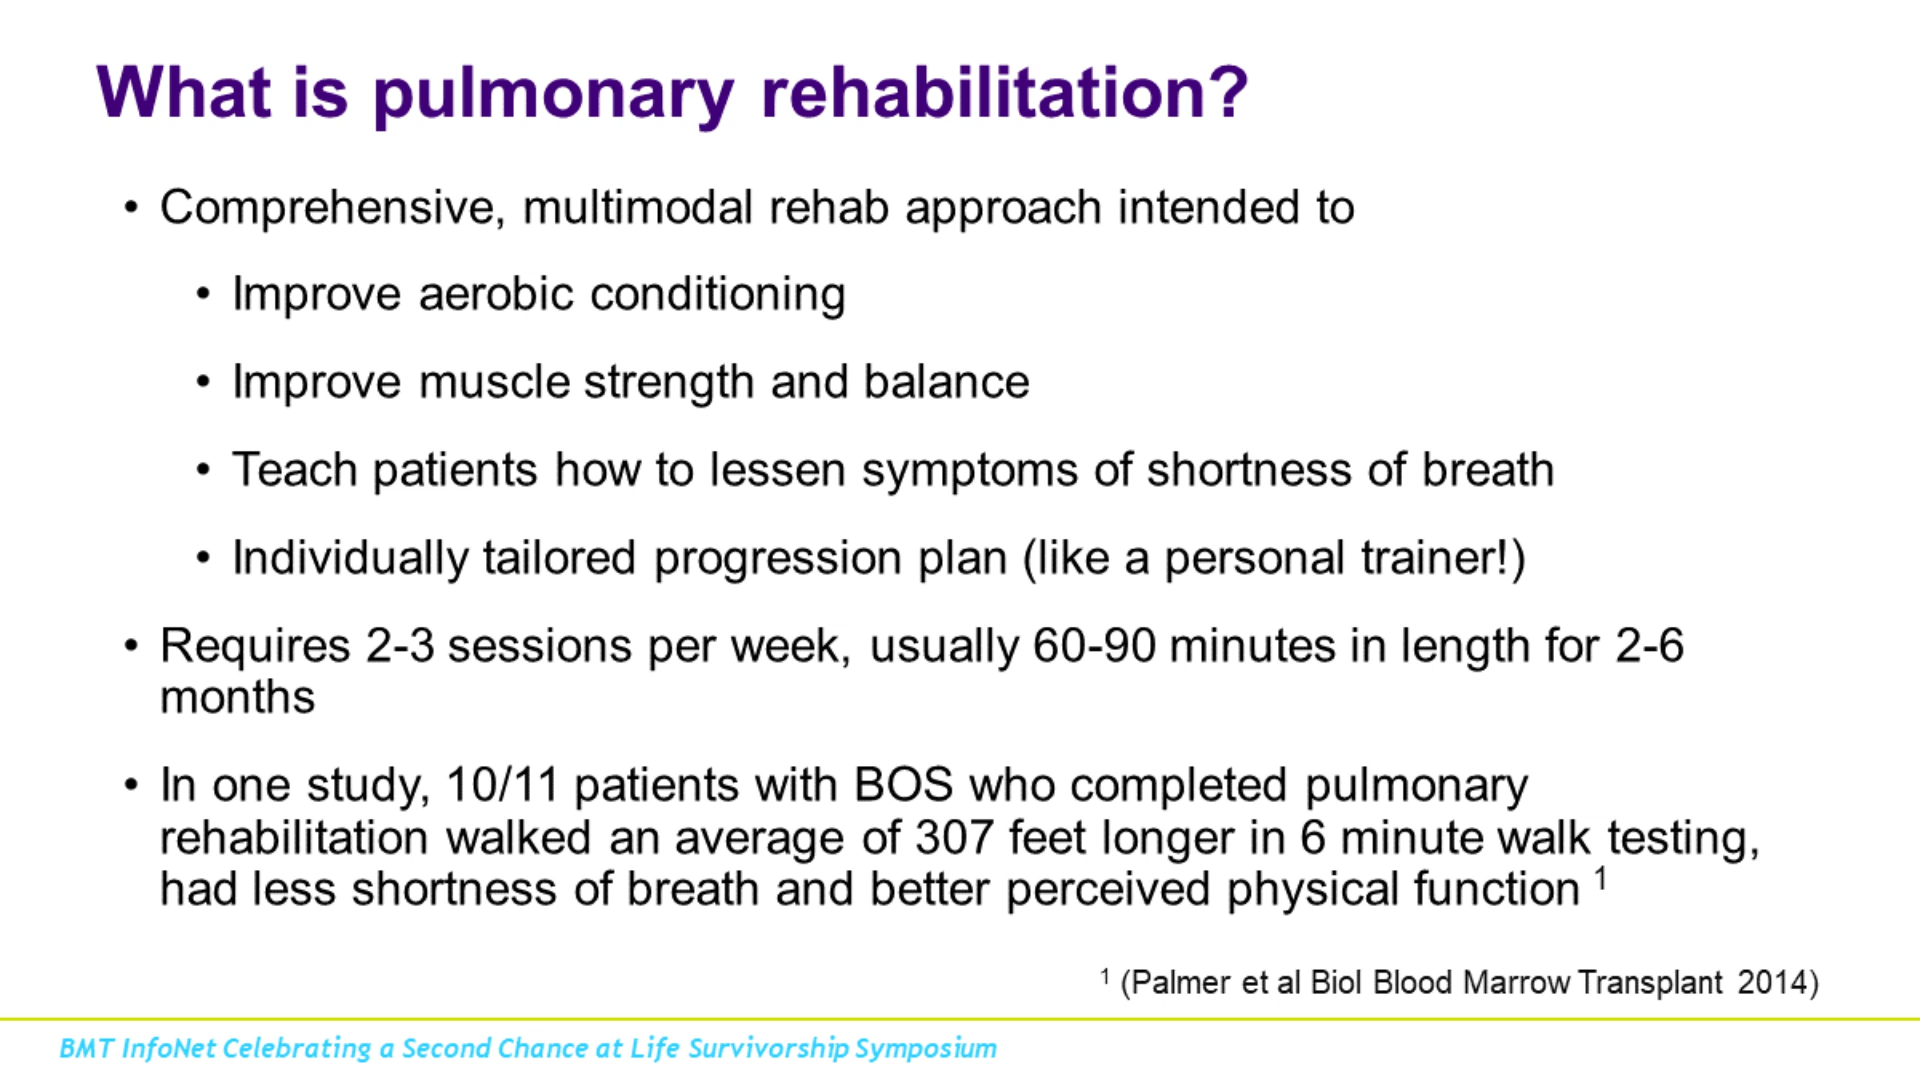 What is pulmonary rehabilitation?
• Comprehensive, multimodal rehab approach intended to
• Improve aerobic conditioning
• Improve muscle strength and balance
• Teach patients how to lessen symptoms of shortness of breath
• Individually tailored progression plan (like a personal trainer!)
• Requires 2-3 sessions per week, usually 60-90 minutes in length for 2-6
months
• In one study, 10/11 patients with BOS who completed pulmonary
rehabilitation walked an average of 307 feet longer in 6 minute walk testing,
had less shortness of breath and better perceived physical function ¹
¹ (Palmer et al Biol Blood Marrow Transplant 2014)
BMT InfoNet Celebrating a Second Chance at Life Survivorship Symposium